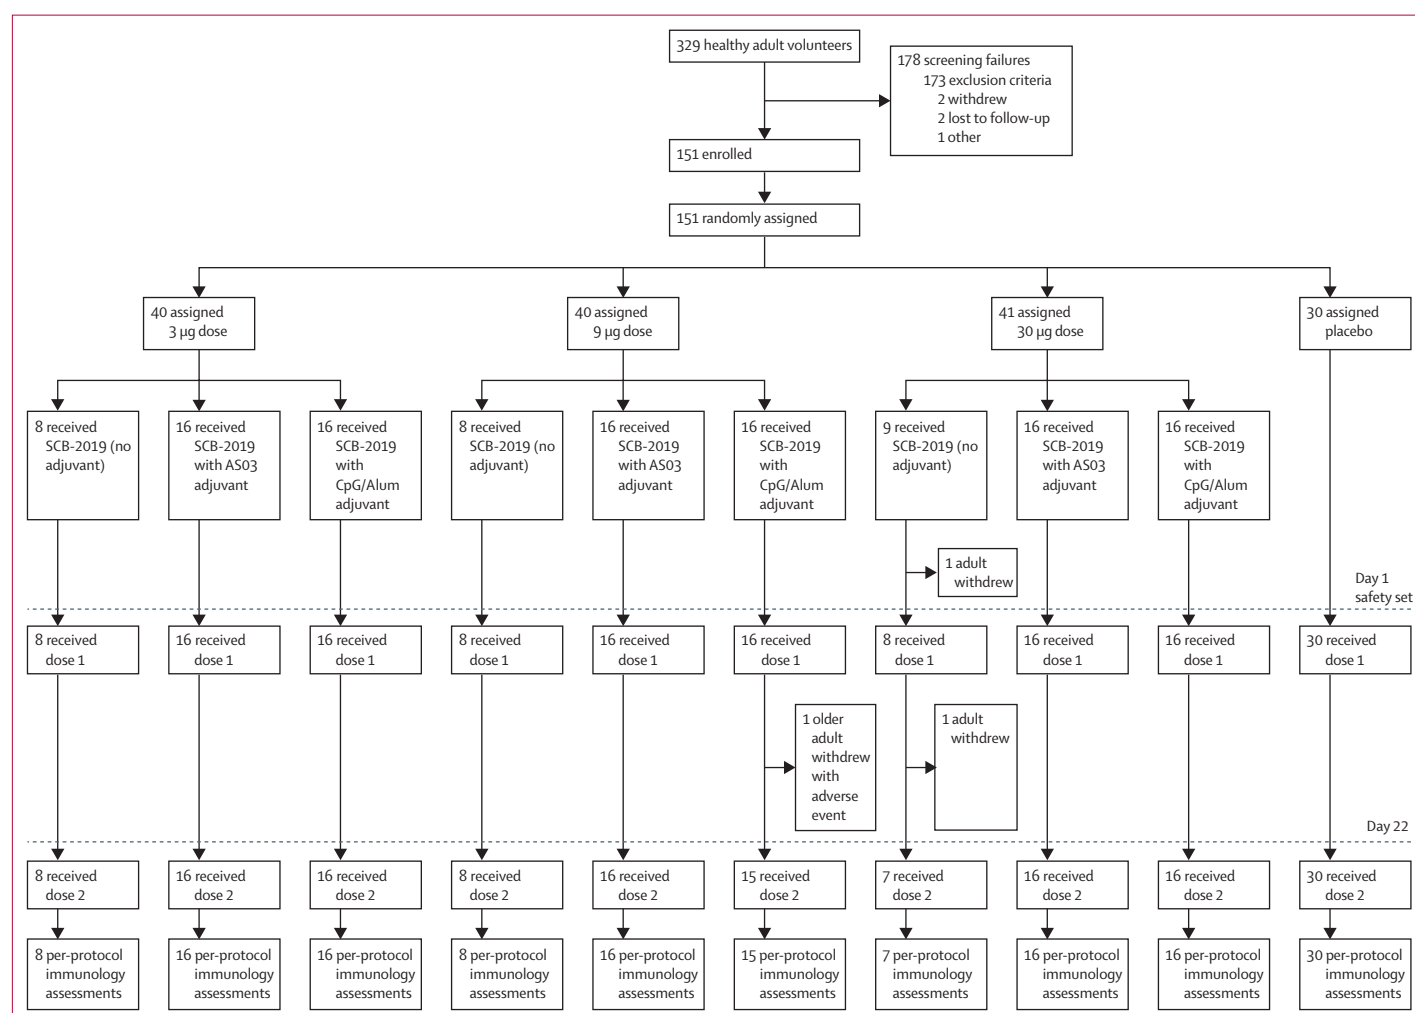 329 healthy adult volunteers
178 screening failures
173 exclusion criteria
2 withdrew
2 lost to follow-up
1 other
151 enrolled
151 randomly assigned
40 assigned
3 µg dose
40 assigned
9 µg dose
41 assigned
30 µg dose
30 assigned
placebo
8 received
SCB-2019 (no
adjuvant)
16 received
SCB-2019
with AS03
adjuvant
16 received
SCB-2019
with
CpG/Alum
adjuvant
8 received
SCB-2019 (no
adjuvant)
16 received
SCB-2019
with AS03
adjuvant
16 received
SCB-2019
with
CpG/Alum
adjuvant
9 received
SCB-2019 (no
adjuvant)
16 received
SCB-2019
with AS03
adjuvant
16 received
SCB-2019
with
CpG/Alum
adjuvant
1 adult
withdrew
Day 1
safety set
8 received
dose 1
16 received
dose 1
16 received
dose 1
8 received
dose 1
16 received
dose 1
16 received
dose 1
8 received
dose 1
16 received
dose 1
16 received
dose 1
30 received
dose 1
1 older
adult
withdrew
with
adverse
event
1 adult
withdrew
Day 22
8 received
dose 2
16 received
dose 2
16 received
dose 2
8 received
dose 2
16 received
dose 2
15 received
dose 2
7 received
dose 2
16 received
dose 2
16 received
dose 2
30 received
dose 2
8 per-protocol
immunology
assessments
16 per-protocol
immunology
assessments
16 per-protocol
immunology
assessments
8 per-protocol
immunology
assessments
16 per-protocol
immunology
assessments
15 per-protocol
immunology
assessments
7 per-protocol
immunology
assessments
16 per-protocol
immunology
assessments
16 per-protocol
immunology
assessments
30 per-protocol
immunology
assessments